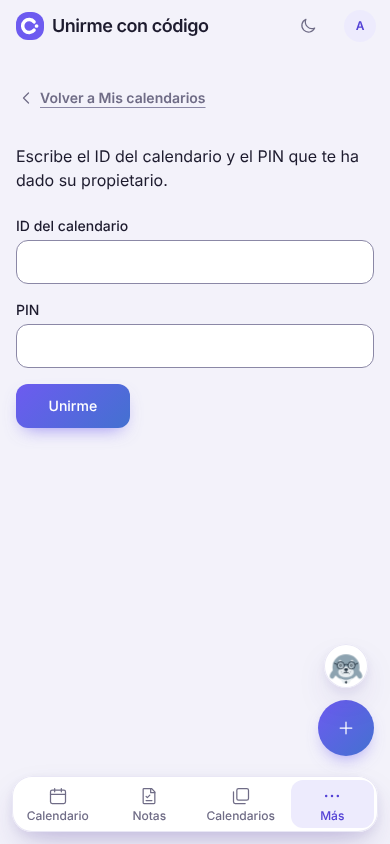 Unirme con código
A
Volver a Mis calendarios
Escribe el ID del calendario y el PIN que te ha
dado su propietario.
ID del calendario
PIN
Unirme
Calendario
Notas
Calendarios
Más